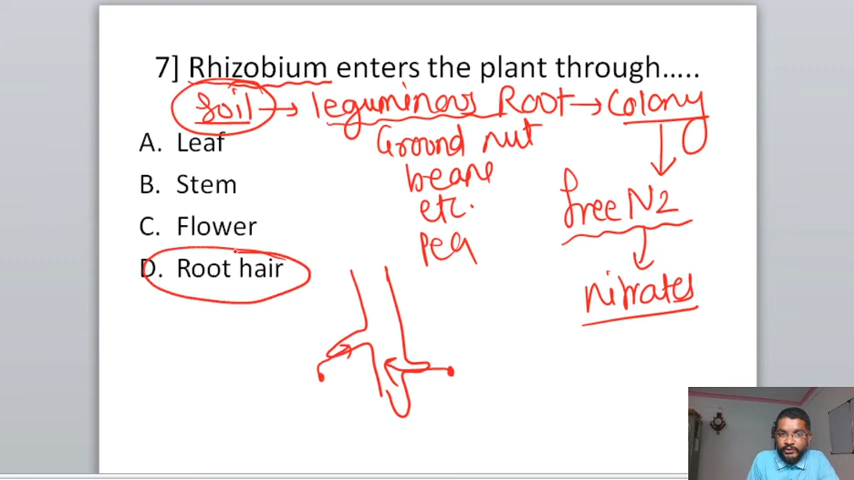 7] Rhizobium enters the plant through.....
Soil → leguminous Root → Colony
Ground nut
A. Leaf
beans
B. Stem
etc.
free N2
C. Flower
Pea
D. Root hair
nitrates